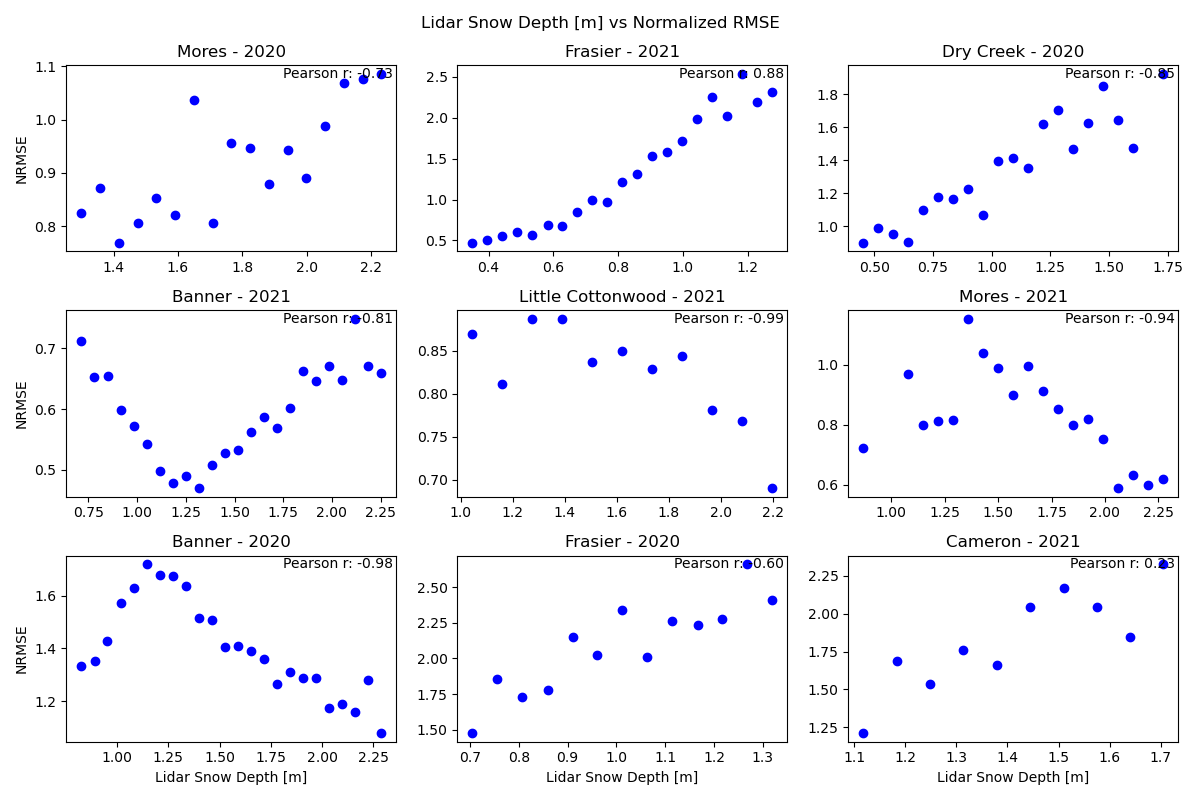 Lidar Snow Depth [m] vs Normalized RMSE
Mores - 2020
Frasier - 2021
Dry Creek - 2020
Pearson r: -0.73
Pearson r: 0.88
Pearson r: -0.85
NRMSE
1.1
1.0
0.9
0.8
1.4 1.6 1.8 2.0 2.2
2.5
2.0
1.5
1.0
0.5
0.4 0.6 0.8 1.0 1.2
1.8
1.6
1.4
1.2
1.0
0.50 0.75 1.00 1.25 1.50 1.75
Banner - 2021
Little Cottonwood - 2021
Mores - 2021
Pearson r: -0.81
Pearson r: -0.99
Pearson r: -0.94
NRMSE
0.7
0.6
0.5
0.75 1.00 1.25 1.50 1.75 2.00 2.25
0.85
0.80
0.75
0.70
1.0 1.2 1.4 1.6 1.8 2.0 2.2
1.0
0.8
0.6
1.00 1.25 1.50 1.75 2.00 2.25
Banner - 2020
Frasier - 2020
Cameron - 2021
Pearson r: -0.98
Pearson r: -0.60
Pearson r: 0.23
NRMSE
1.6
1.4
1.2
1.00 1.25 1.50 1.75 2.00 2.25
Lidar Snow Depth [m]
2.50
2.25
2.00
1.75
1.50
0.7 0.8 0.9 1.0 1.1 1.2 1.3
Lidar Snow Depth [m]
2.25
2.00
1.75
1.50
1.25
1.1 1.2 1.3 1.4 1.5 1.6 1.7
Lidar Snow Depth [m]